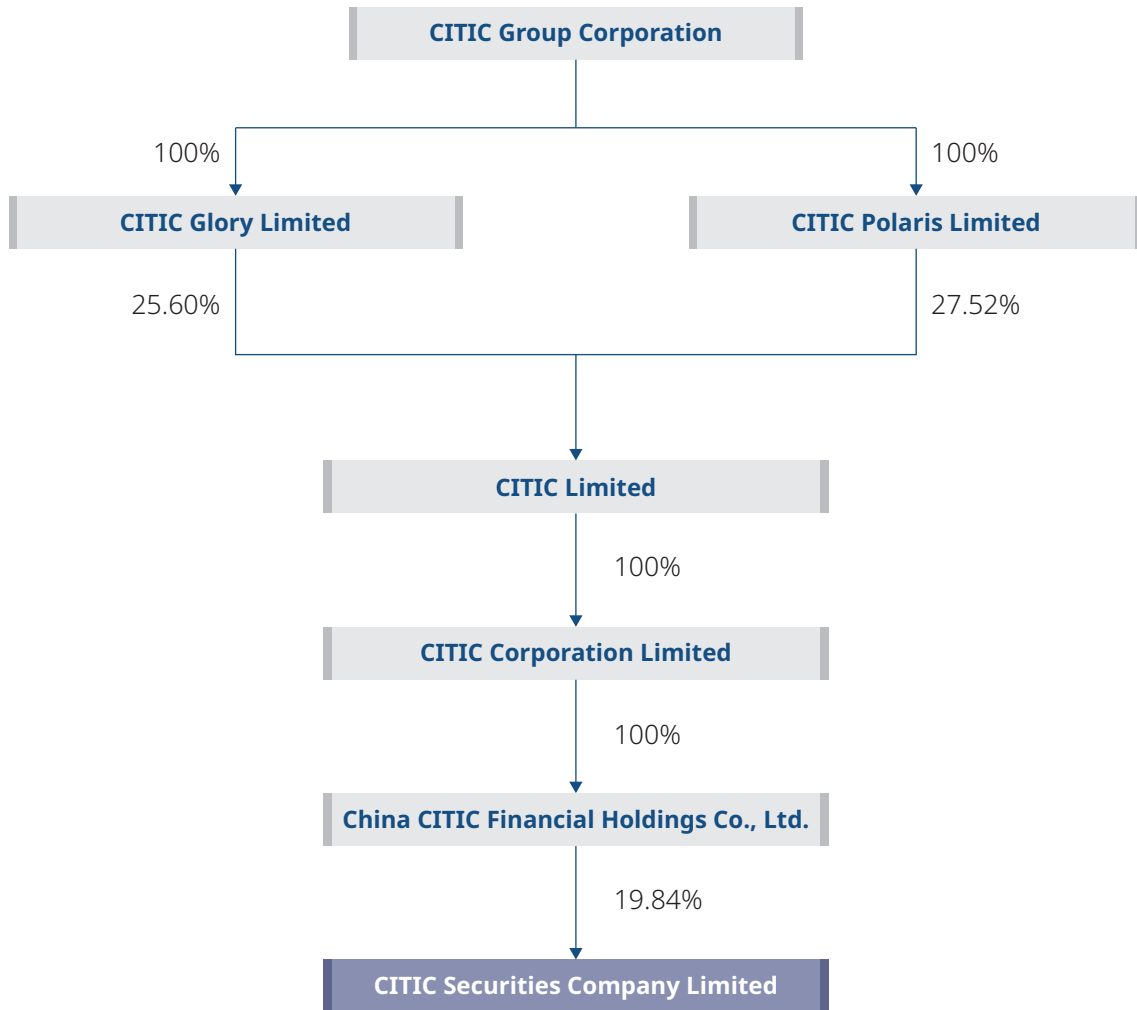 CITIC Group Corporation
100%
100%
CITIC Glory Limited
CITIC Polaris Limited
25.60%
27.52%
CITIC Limited
100%
CITIC Corporation Limited
100%
China CITIC Financial Holdings Co., Ltd.
19.84%
CITIC Securities Company Limited